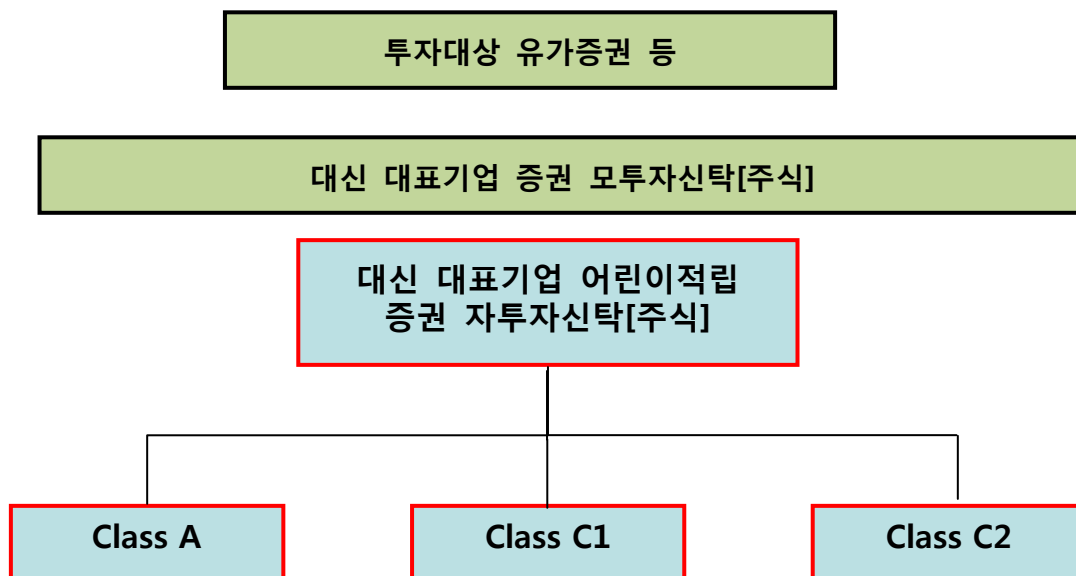 투자대상 유가증권 등
대신 대표기업 증권 모투자신탁[주식]
대신 대표기업 어린이적립
증권 자투자신탁[주식]
Class A
Class C1
Class C2